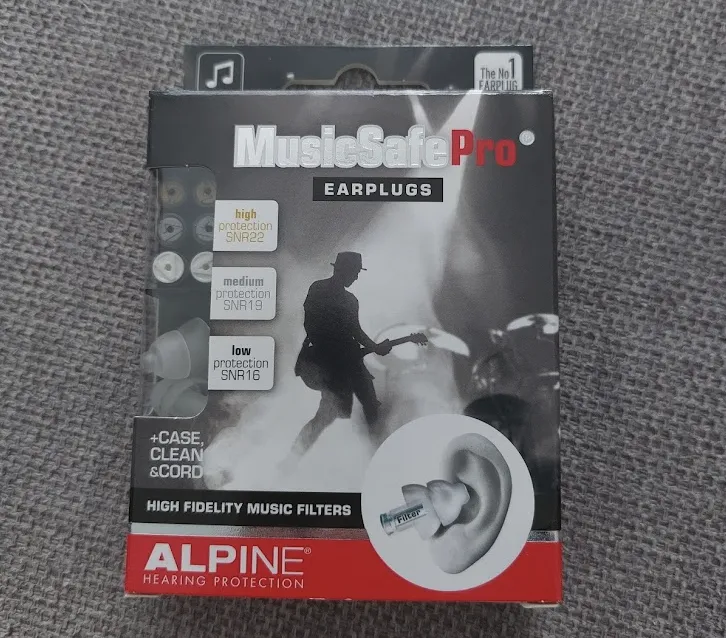 The No 1
EARPLUG
MusicSafePro®
EARPLUGS
high
protection
SNR22
medium
protection
SNR19
low
protection
SNR16
+CASE,
CLEAN
&CORD
Filter
HIGH FIDELITY MUSIC FILTERS
ALPINE®
HEARING PROTECTION